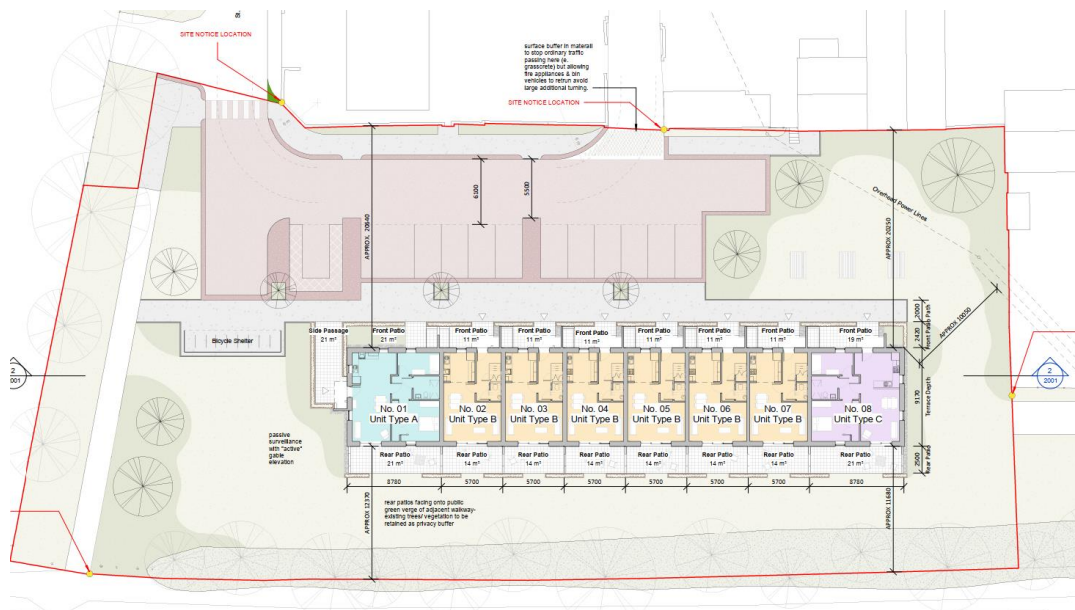 SITE NOTICE LOCATION
surface buffer in materail
to stop ordinary traffic
passing here (ie.
grasscrete) but allowing
fire appliances & bin
vehicles to retrun avoid
large additional turning.
SITE NOTICE LOCATION
6100
5500
APPROX. 20640
APPROX 20250
Overhead Power Lines
APPROX 10050
2000
Path
2420
Front Patio
9170
Terrace Depth
2500
Rear Patio
Bicycle Shelter
Side Passage
21 m²
Front Patio
21 m²
Front Patio
11 m²
Front Patio
11 m²
Front Patio
11 m²
Front Patio
11 m²
Front Patio
11 m²
Front Patio
11 m²
Front Patio
19 m²
2
2001
2
2001
No. 01
Unit Type A
No. 02
Unit Type B
No. 03
Unit Type B
No. 04
Unit Type B
No. 05
Unit Type B
No. 06
Unit Type B
No. 07
Unit Type B
No. 08
Unit Type C
passive
surveillance
with "active"
gable
elevation
Rear Patio
21 m²
Rear Patio
14 m²
Rear Patio
14 m²
Rear Patio
14 m²
Rear Patio
14 m²
Rear Patio
14 m²
Rear Patio
14 m²
Rear Patio
21 m²
8780
5700
5700
5700
5700
5700
5700
8780
APPROX 12370
APPROX 11680
rear patios facing onto public
green verge of adjacent walkway-
existing trees/ vegetation to be
retained as privacy buffer